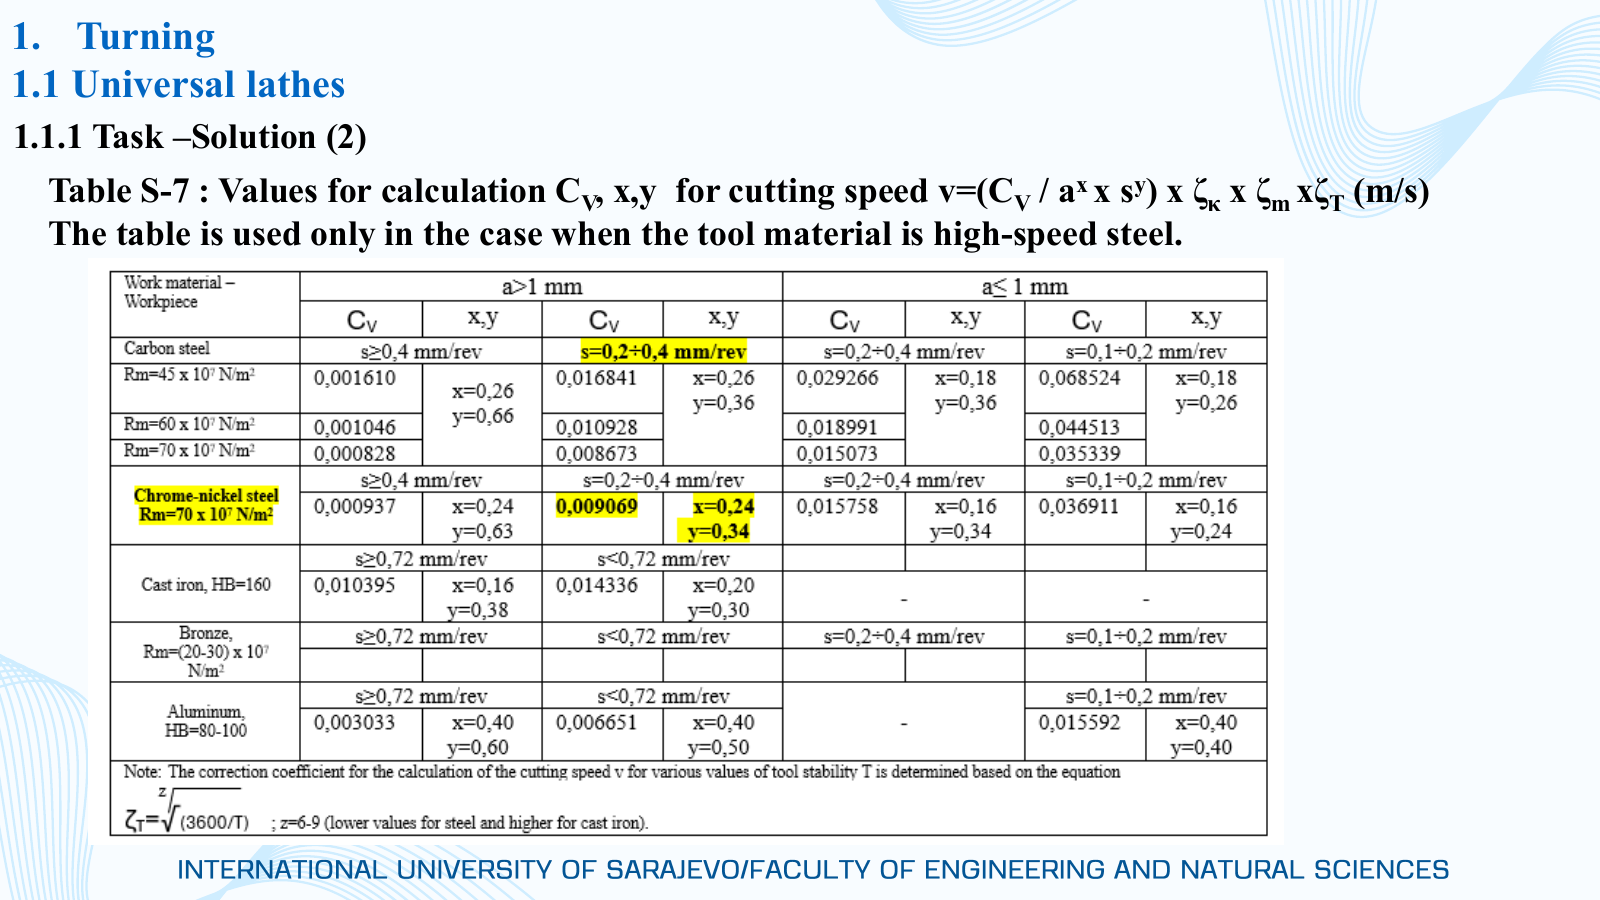 1. Turning
1.1 Universal lathes
1.1.1 Task –Solution (2)
Table S-7 : Values for calculation CV, x,y for cutting speed v=(CV / aˣ x sʸ) x ζκ x ζm xζT (m/s)
The table is used only in the case when the tool material is high-speed steel.
Work material –
Workpiece
a>1 mm
a≤ 1 mm
CV x,y CV x,y CV x,y CV x,y
Carbon steel
s≥0,4 mm/rev s=0,2÷0,4 mm/rev s=0,2÷0,4 mm/rev s=0,1÷0,2 mm/rev
Rm=45 x 10⁷ N/m²
0,001610 x=0,26 0,016841 x=0,26 0,029266 x=0,18 0,068524 x=0,18
y=0,66 y=0,36 y=0,36 y=0,26
Rm=60 x 10⁷ N/m² 0,001046 0,010928 0,018991 0,044513
Rm=70 x 10⁷ N/m² 0,000828 0,008673 0,015073 0,035339
s≥0,4 mm/rev s=0,2÷0,4 mm/rev s=0,2÷0,4 mm/rev s=0,1÷0,2 mm/rev
Chrome-nickel steel
Rm=70 x 10⁷ N/m²
0,000937 x=0,24 0,009069 x=0,24 0,015758 x=0,16 0,036911 x=0,16
y=0,63 y=0,34 y=0,34 y=0,24
s≥0,72 mm/rev s<0,72 mm/rev
Cast iron, HB=160 0,010395 x=0,16 0,014336 x=0,20 - -
y=0,38 y=0,30
Bronze,
Rm=(20-30) x 10⁷
N/m²
s≥0,72 mm/rev s<0,72 mm/rev s=0,2÷0,4 mm/rev s=0,1÷0,2 mm/rev
s≥0,72 mm/rev s<0,72 mm/rev s=0,1÷0,2 mm/rev
Aluminum,
HB=80-100
0,003033 x=0,40 0,006651 x=0,40 - 0,015592 x=0,40
y=0,60 y=0,50 y=0,40
Note: The correction coefficient for the calculation of the cutting speed v for various values of tool stability T is determined based on the equation
z
ζT=√(3600/T) ; z=6-9 (lower values for steel and higher for cast iron).
INTERNATIONAL UNIVERSITY OF SARAJEVO/FACULTY OF ENGINEERING AND NATURAL SCIENCES